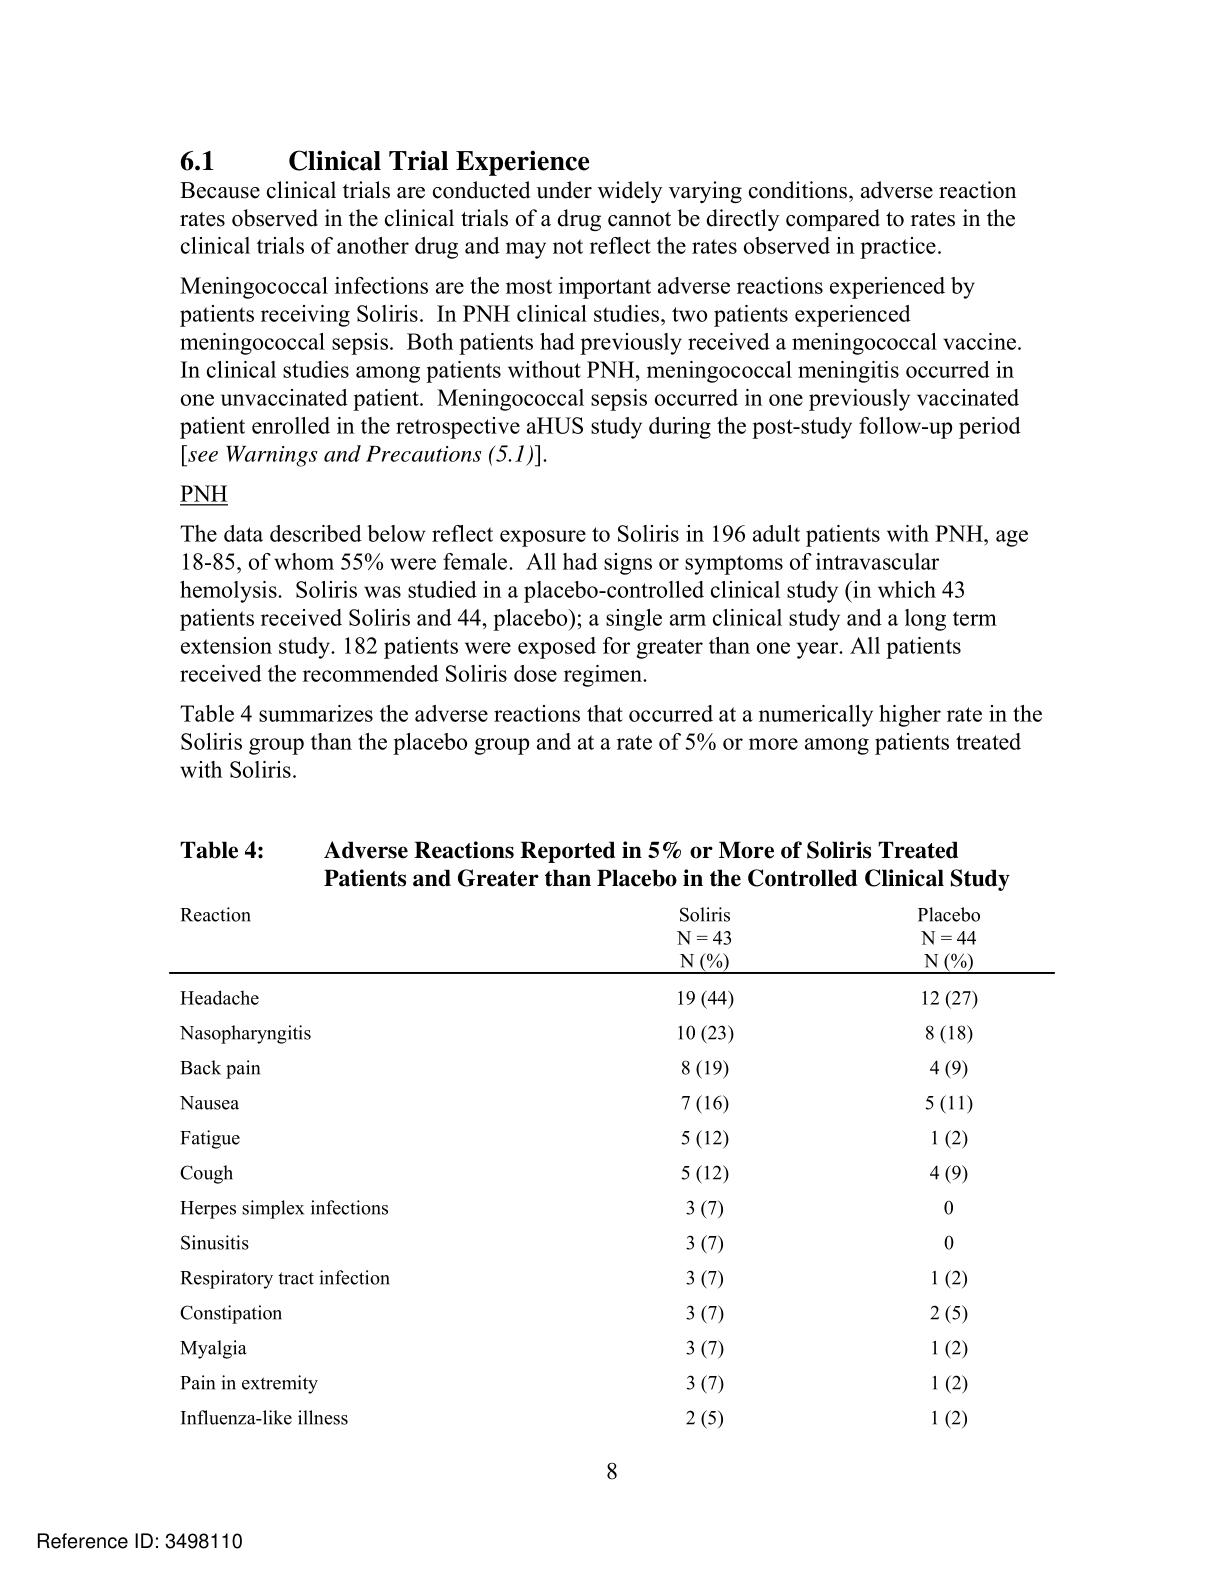 6.1 Clinical Trial Experience
Because clinical trials are conducted under widely varying conditions, adverse reaction
rates observed in the clinical trials of a drug cannot be directly compared to rates in the
clinical trials of another drug and may not reflect the rates observed in practice.
Meningococcal infections are the most important adverse reactions experienced by
patients receiving Soliris. In PNH clinical studies, two patients experienced
meningococcal sepsis. Both patients had previously received a meningococcal vaccine.
In clinical studies among patients without PNH, meningococcal meningitis occurred in
one unvaccinated patient. Meningococcal sepsis occurred in one previously vaccinated
patient enrolled in the retrospective aHUS study during the post-study follow-up period
[see Warnings and Precautions (5.1)].
PNH
The data described below reflect exposure to Soliris in 196 adult patients with PNH, age
18-85, of whom 55% were female. All had signs or symptoms of intravascular
hemolysis. Soliris was studied in a placebo-controlled clinical study (in which 43
patients received Soliris and 44, placebo); a single arm clinical study and a long term
extension study. 182 patients were exposed for greater than one year. All patients
received the recommended Soliris dose regimen.
Table 4 summarizes the adverse reactions that occurred at a numerically higher rate in the
Soliris group than the placebo group and at a rate of 5% or more among patients treated
with Soliris.
Table 4: Adverse Reactions Reported in 5% or More of Soliris Treated
Patients and Greater than Placebo in the Controlled Clinical Study
Reaction Soliris Placebo
N = 43 N = 44
N (%) N (%)
Headache 19 (44) 12 (27)
Nasopharyngitis 10 (23) 8 (18)
Back pain 8 (19) 4 (9)
Nausea 7 (16) 5 (11)
Fatigue 5 (12) 1 (2)
Cough 5 (12) 4 (9)
Herpes simplex infections 3 (7) 0
Sinusitis 3 (7) 0
Respiratory tract infection 3 (7) 1 (2)
Constipation 3 (7) 2 (5)
Myalgia 3 (7) 1 (2)
Pain in extremity 3 (7) 1 (2)
Influenza-like illness 2 (5) 1 (2)
8
Reference ID: 3498110